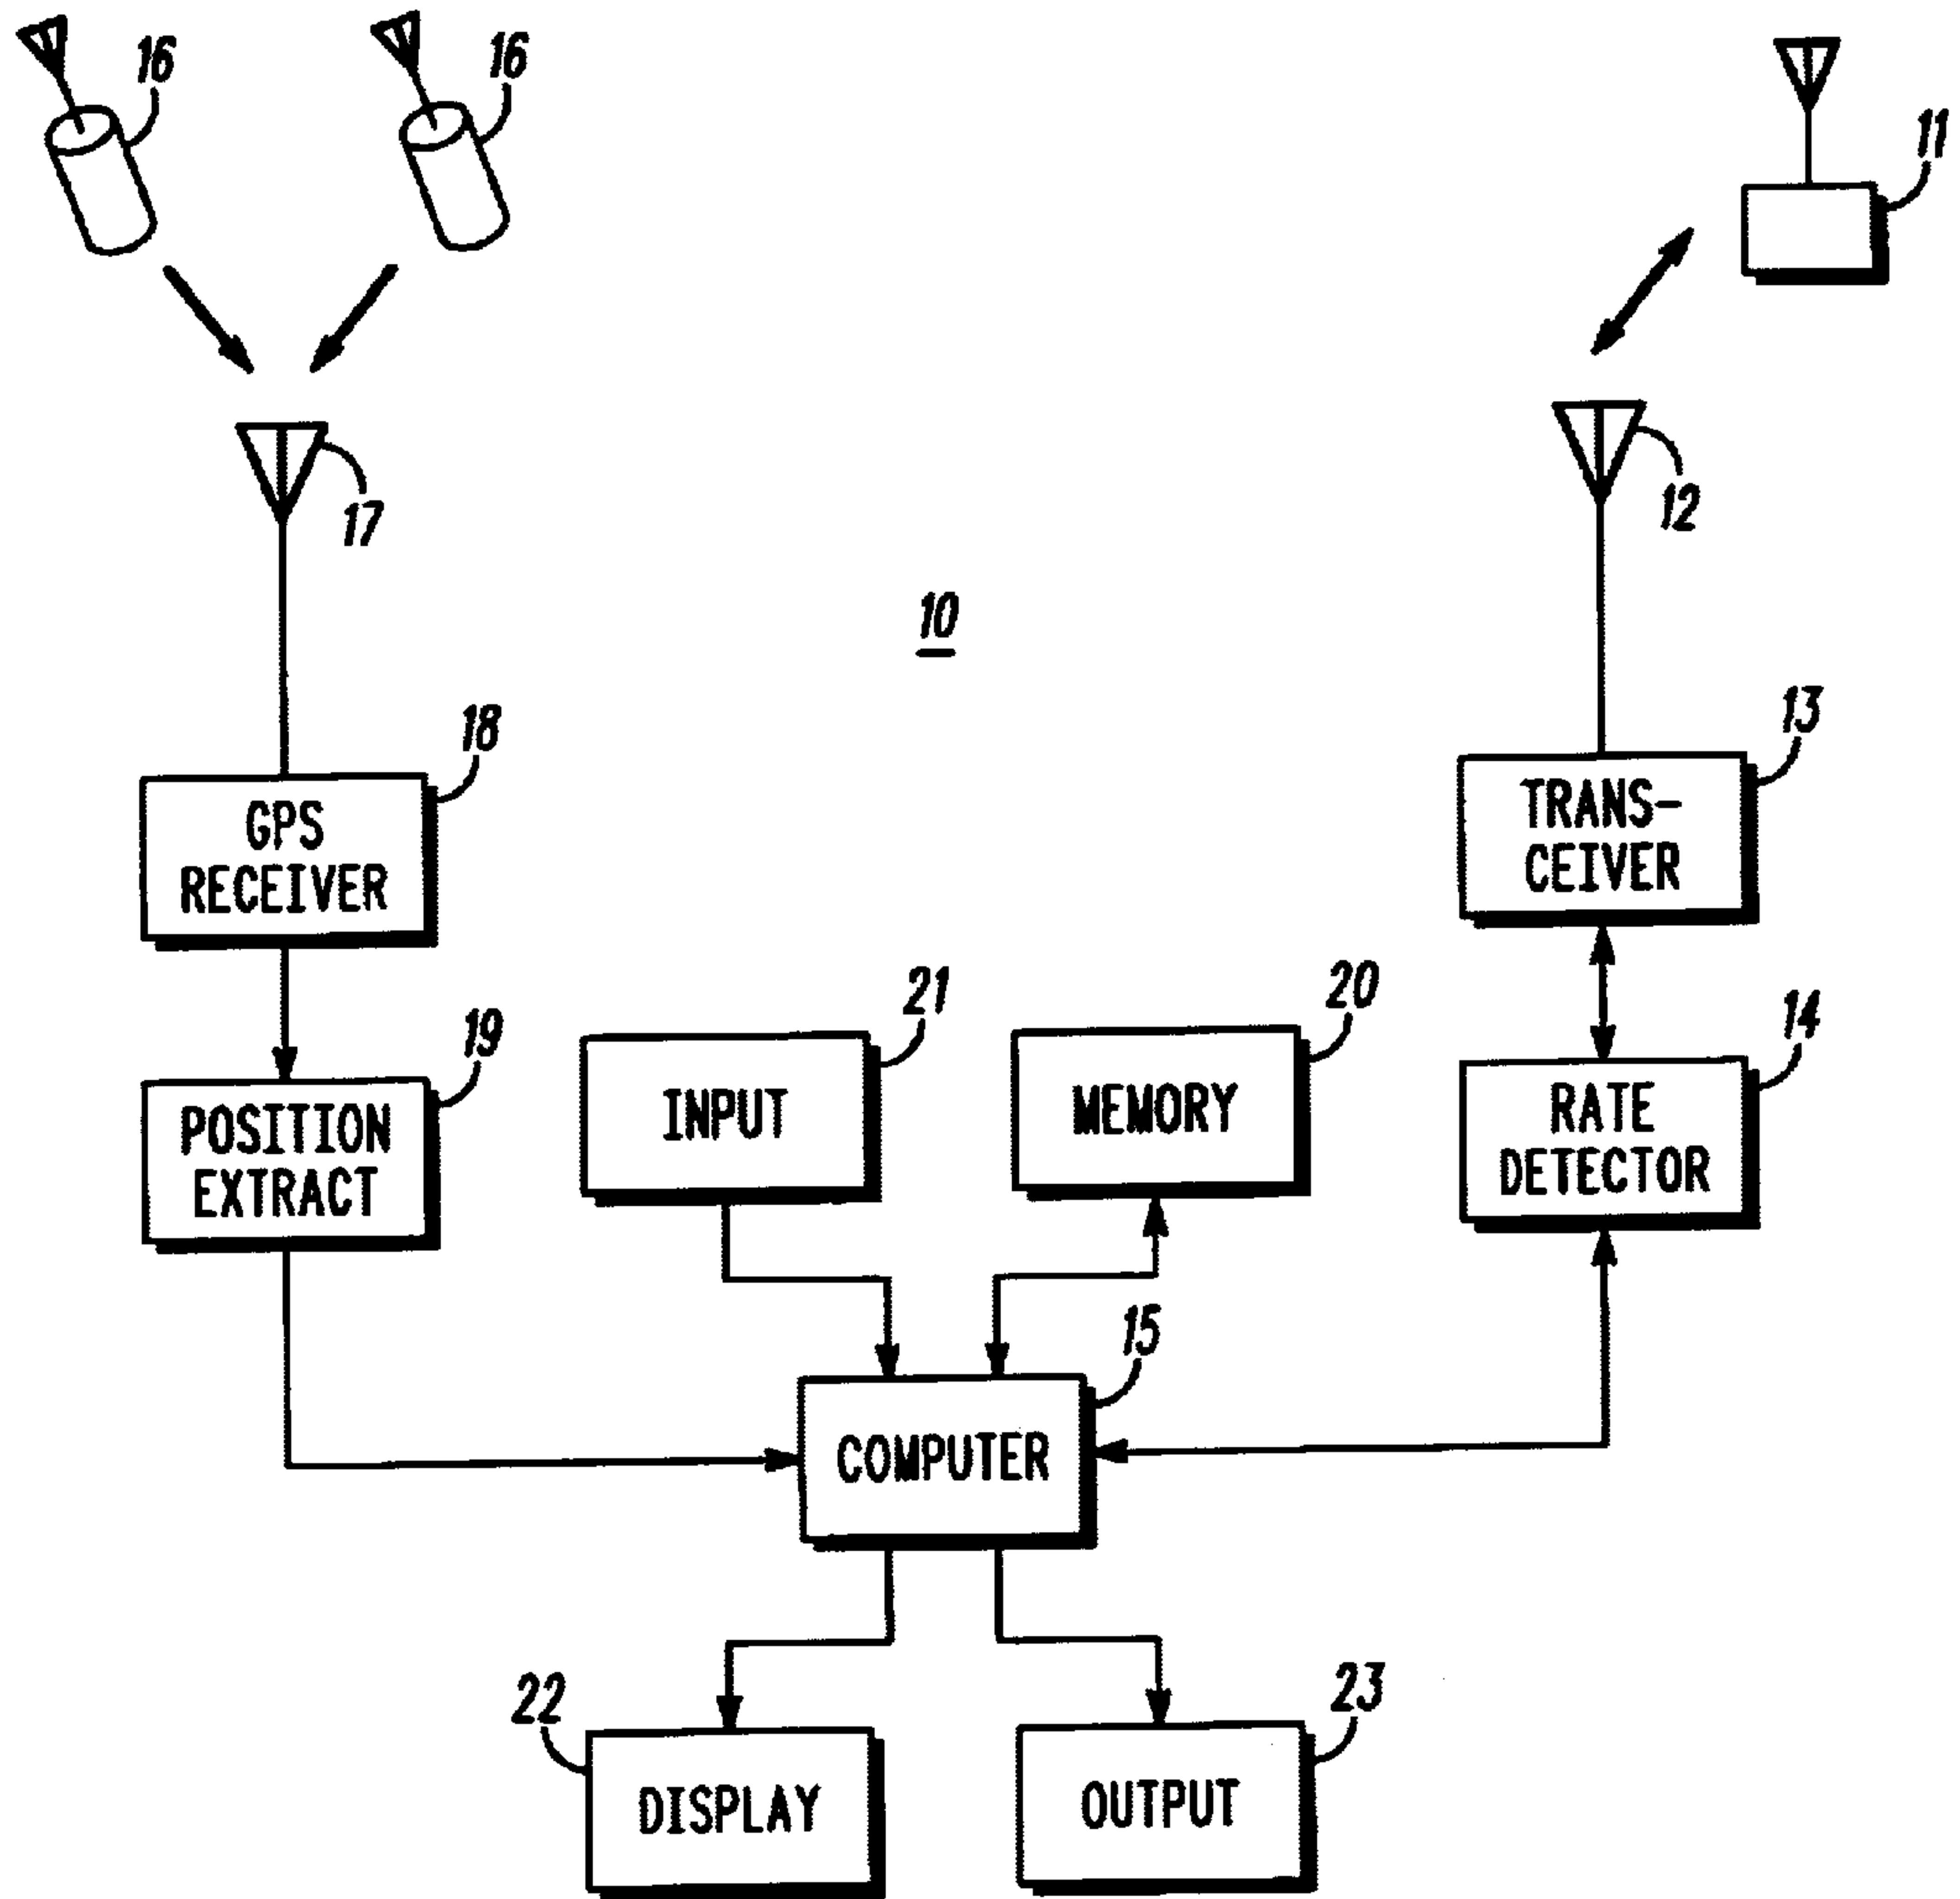 16
16
11
17
12
10
18
13
GPS
RECEIVER
TRANS-
CEIVER
21
20
19
14
POSITION
EXTRACT
INPUT
MEMORY
RATE
DETECTOR
15
COMPUTER
22
23
DISPLAY
OUTPUT